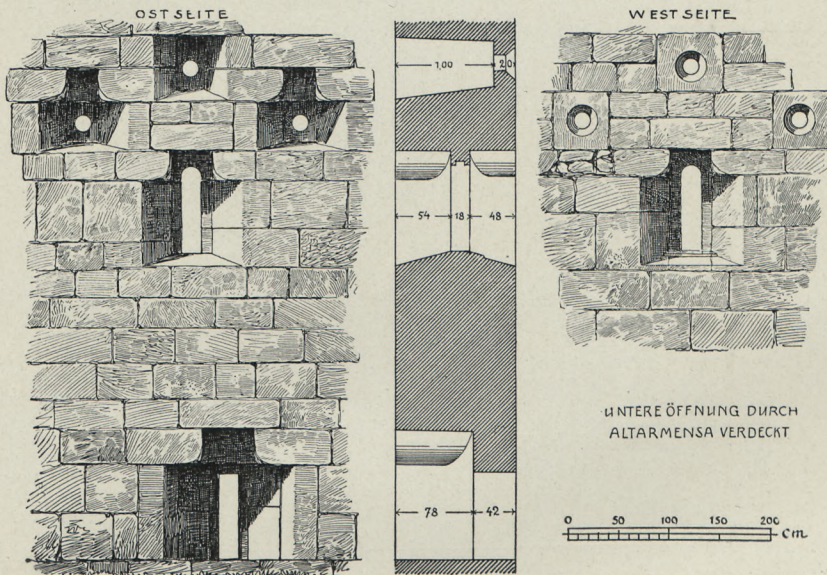 OSTSEITE
WESTSEITE
1,00
20
54
18
48
78
42
UNTERE ÖFFNUNG DURCH
ALTARMENSA VERDECKT
0 50 100 150 200 cm